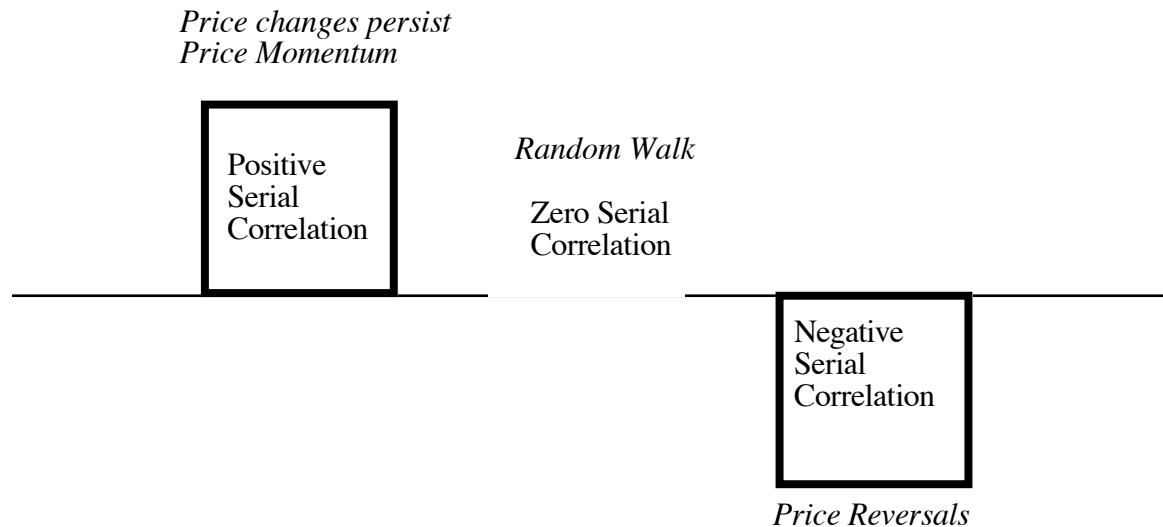 Price changes persist
Price Momentum
Positive
Serial
Correlation
Random Walk
Zero Serial
Correlation
Negative
Serial
Correlation
Price Reversals